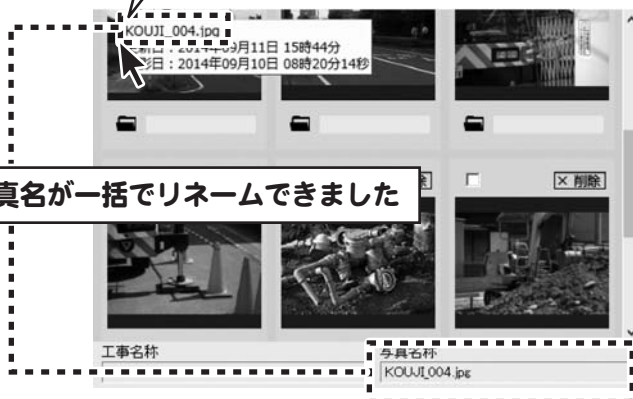 KOUJI_004.jpg
日：2014年09月11日 15時44分
日：2014年09月10日 08時20分14秒
真名が一括でリネームできました
× 削除
工事名称
写真名称
KOUJI_004.jpg